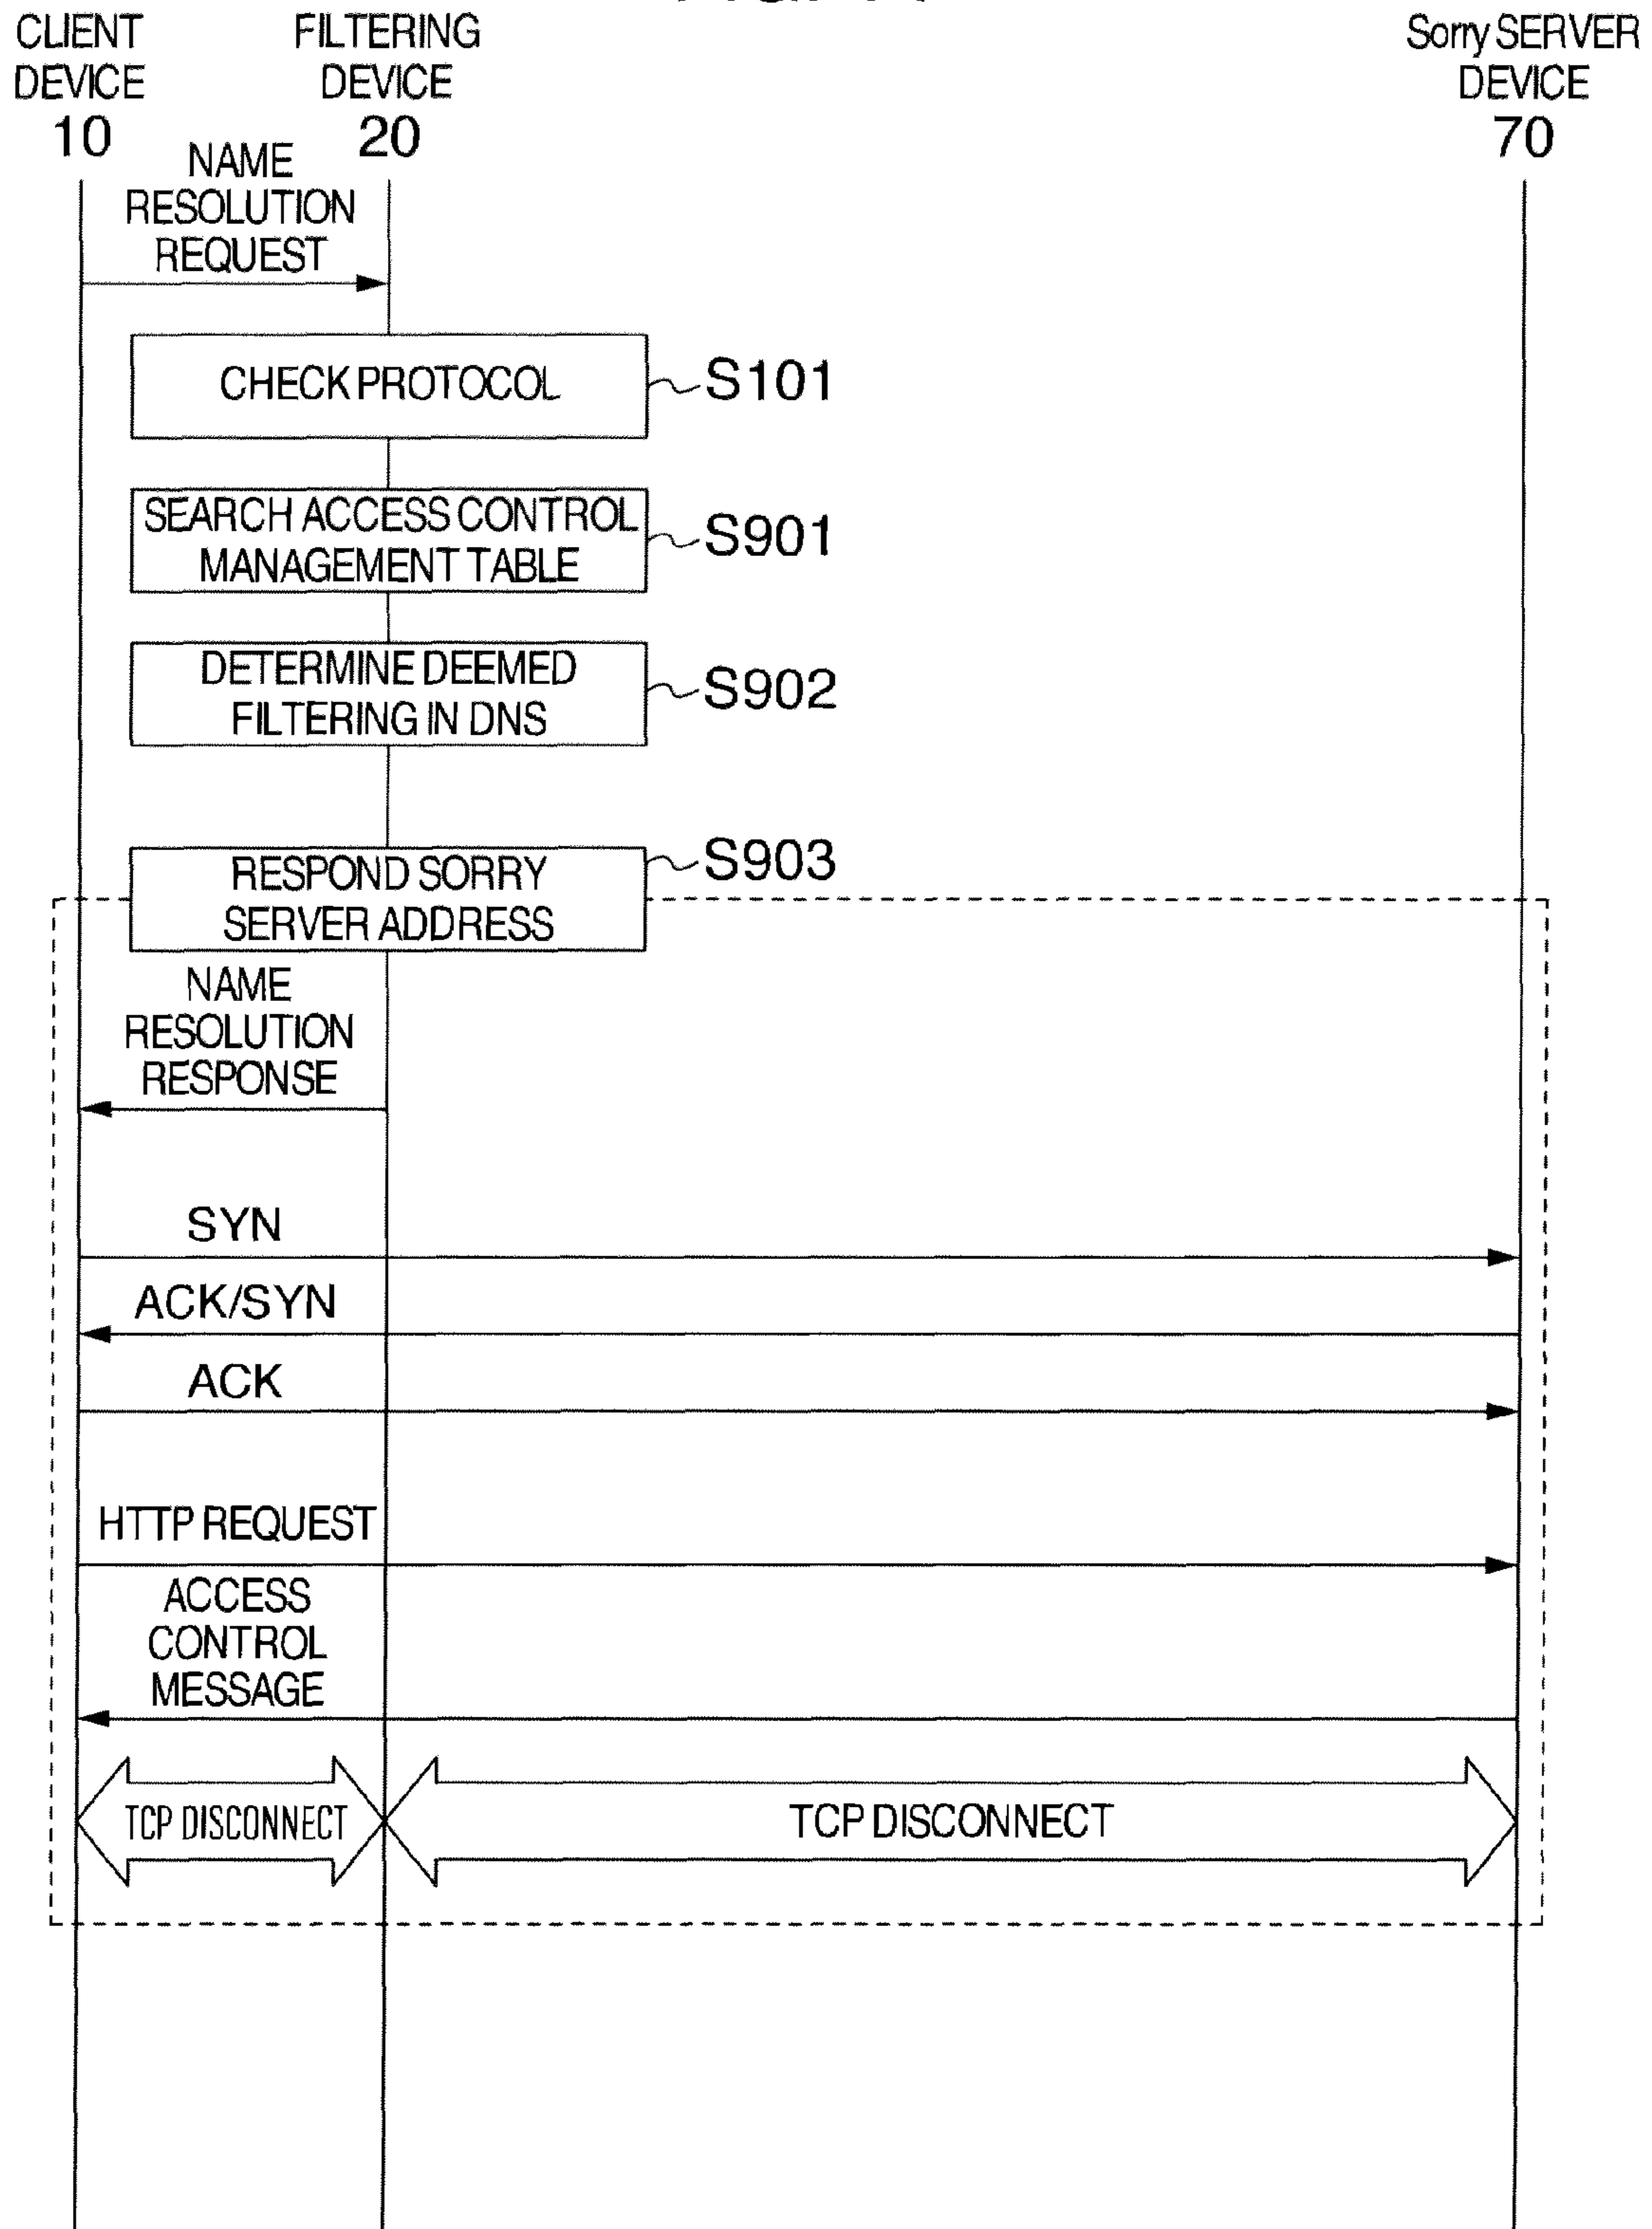 CLIENT
DEVICE
10
FILTERING
DEVICE
20
Sorry SERVER
DEVICE
70
NAME
RESOLUTION
REQUEST
CHECK PROTOCOL
S101
SEARCH ACCESS CONTROL
MANAGEMENT TABLE
S901
DETERMINE DEEMED
FILTERING IN DNS
S902
RESPOND SORRY
SERVER ADDRESS
S903
NAME
RESOLUTION
RESPONSE
SYN
ACK/SYN
ACK
HTTP REQUEST
ACCESS
CONTROL
MESSAGE
TCP DISCONNECT
TCP DISCONNECT